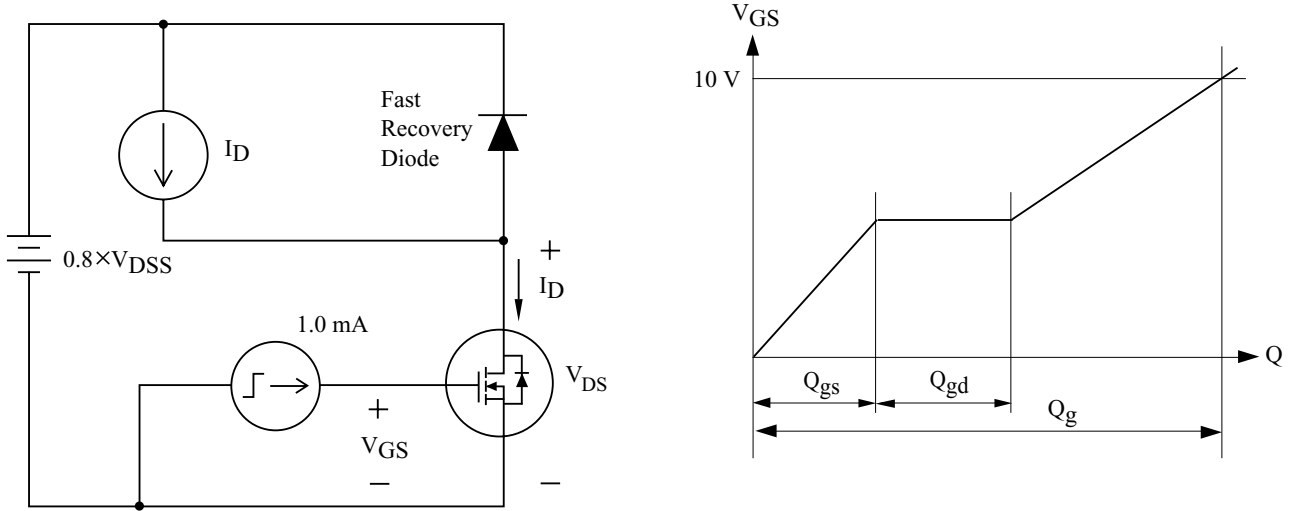 Fast
Recovery
Diode
I_D
0.8×V_DSS
+
I_D
1.0 mA
V_DS
+
V_GS
−
−
V_GS
10 V
Q
Q_gs
Q_gd
Q_g